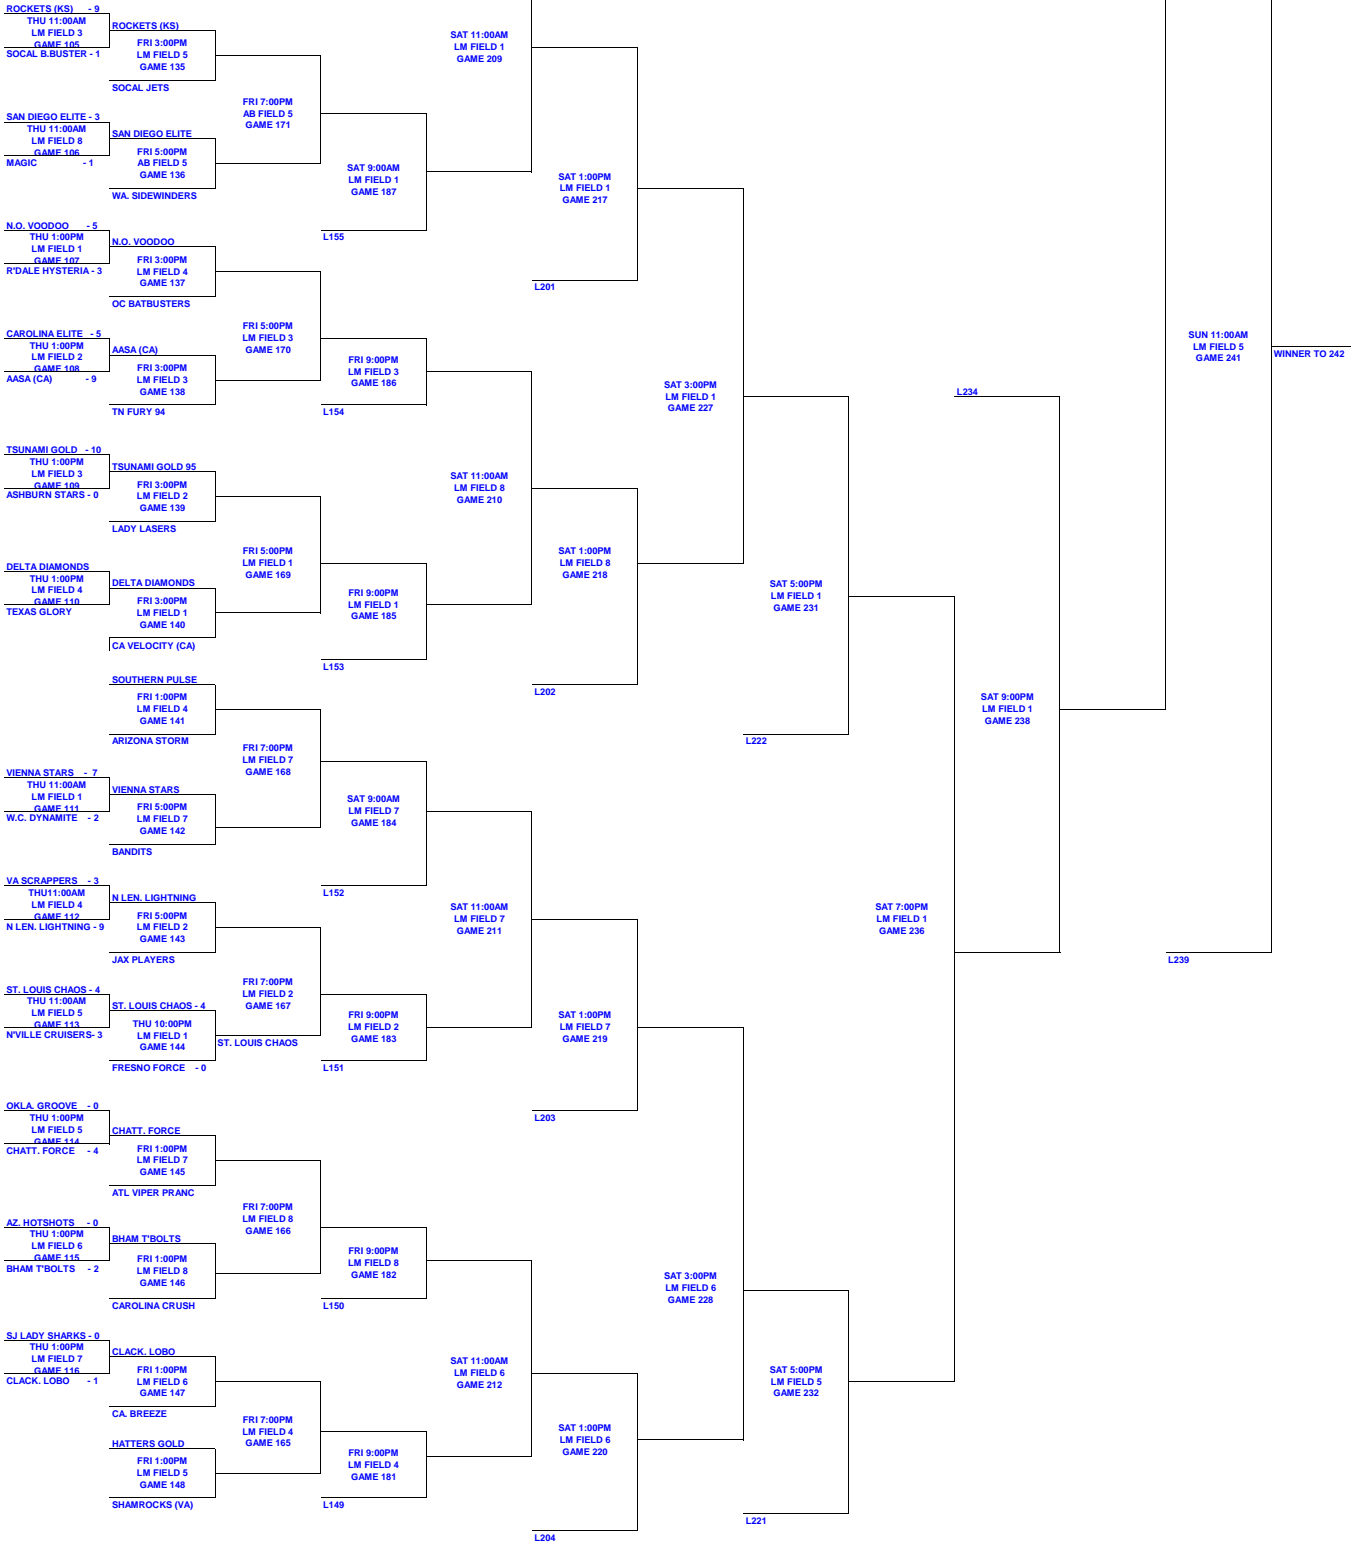 ROCKETS (KS) - 9
THU 11:00AM
LM FIELD 3
GAME 105
SOCAL B.BUSTER - 1
ROCKETS (KS)
FRI 3:00PM
LM FIELD 5
GAME 135
SOCAL JETS
SAN DIEGO ELITE - 3
THU 11:00AM
LM FIELD 8
GAME 106
MAGIC - 1
SAN DIEGO ELITE
FRI 5:00PM
AB FIELD 5
GAME 136
WA. SIDEWINDERS
FRI 7:00PM
AB FIELD 5
GAME 171
SAT 9:00AM
LM FIELD 1
GAME 187
L155
SAT 11:00AM
LM FIELD 1
GAME 209
SAT 1:00PM
LM FIELD 1
GAME 217
L201
N.O. VOODOO - 5
THU 1:00PM
LM FIELD 1
GAME 107
R'DALE HYSTERIA - 3
N.O. VOODOO
FRI 3:00PM
LM FIELD 4
GAME 137
OC BATBUSTERS
CAROLINA ELITE - 5
THU 1:00PM
LM FIELD 2
GAME 108
AASA (CA) - 9
AASA (CA)
FRI 3:00PM
LM FIELD 3
GAME 138
TN FURY 94
FRI 5:00PM
LM FIELD 3
GAME 170
FRI 9:00PM
LM FIELD 3
GAME 186
L154
SAT 3:00PM
LM FIELD 1
GAME 227
L234
SUN 11:00AM
LM FIELD 5
GAME 241
WINNER TO 242
TSUNAMI GOLD - 10
THU 1:00PM
LM FIELD 3
GAME 109
ASHBURN STARS - 0
TSUNAMI GOLD 95
FRI 3:00PM
LM FIELD 2
GAME 139
LADY LASERS
DELTA DIAMONDS
THU 1:00PM
LM FIELD 4
GAME 110
TEXAS GLORY
DELTA DIAMONDS
FRI 3:00PM
LM FIELD 1
GAME 140
CA VELOCITY (CA)
FRI 5:00PM
LM FIELD 1
GAME 169
FRI 9:00PM
LM FIELD 1
GAME 185
L153
SAT 11:00AM
LM FIELD 8
GAME 210
SAT 1:00PM
LM FIELD 8
GAME 218
L202
SAT 5:00PM
LM FIELD 1
GAME 231
L222
SAT 9:00PM
LM FIELD 1
GAME 238
SOUTHERN PULSE
FRI 1:00PM
LM FIELD 4
GAME 141
ARIZONA STORM
VIENNA STARS - 7
THU 11:00AM
LM FIELD 1
GAME 111
W.C. DYNAMITE - 2
VIENNA STARS
FRI 5:00PM
LM FIELD 7
GAME 142
BANDITS
FRI 7:00PM
LM FIELD 7
GAME 168
SAT 9:00AM
LM FIELD 7
GAME 184
L152
VA SCRAPPERS - 3
THU11:00AM
LM FIELD 4
GAME 112
N LEN. LIGHTNING - 9
N LEN. LIGHTNING
FRI 5:00PM
LM FIELD 2
GAME 143
JAX PLAYERS
SAT 11:00AM
LM FIELD 7
GAME 211
SAT 7:00PM
LM FIELD 1
GAME 236
L239
ST. LOUIS CHAOS - 4
THU 11:00AM
LM FIELD 5
GAME 113
N'VILLE CRUISERS- 3
ST. LOUIS CHAOS - 4
THU 10:00PM
LM FIELD 1
GAME 144
FRESNO FORCE - 0
FRI 7:00PM
LM FIELD 2
GAME 167
ST. LOUIS CHAOS
FRI 9:00PM
LM FIELD 2
GAME 183
L151
SAT 1:00PM
LM FIELD 7
GAME 219
L203
OKLA. GROOVE - 0
THU 1:00PM
LM FIELD 5
GAME 114
CHATT. FORCE - 4
CHATT. FORCE
FRI 1:00PM
LM FIELD 7
GAME 145
ATL VIPER PRANC
AZ. HOTSHOTS - 0
THU 1:00PM
LM FIELD 6
GAME 115
BHAM T'BOLTS - 2
BHAM T'BOLTS
FRI 1:00PM
LM FIELD 8
GAME 146
CAROLINA CRUSH
FRI 7:00PM
LM FIELD 8
GAME 166
FRI 9:00PM
LM FIELD 8
GAME 182
L150
SAT 3:00PM
LM FIELD 6
GAME 228
SJ LADY SHARKS - 0
THU 1:00PM
LM FIELD 7
GAME 116
CLACK. LOBO - 1
CLACK. LOBO
FRI 1:00PM
LM FIELD 6
GAME 147
CA. BREEZE
HATTERS GOLD
FRI 1:00PM
LM FIELD 5
GAME 148
SHAMROCKS (VA)
FRI 7:00PM
LM FIELD 4
GAME 165
FRI 9:00PM
LM FIELD 4
GAME 181
L149
SAT 11:00AM
LM FIELD 6
GAME 212
SAT 1:00PM
LM FIELD 6
GAME 220
L204
SAT 5:00PM
LM FIELD 5
GAME 232
L221